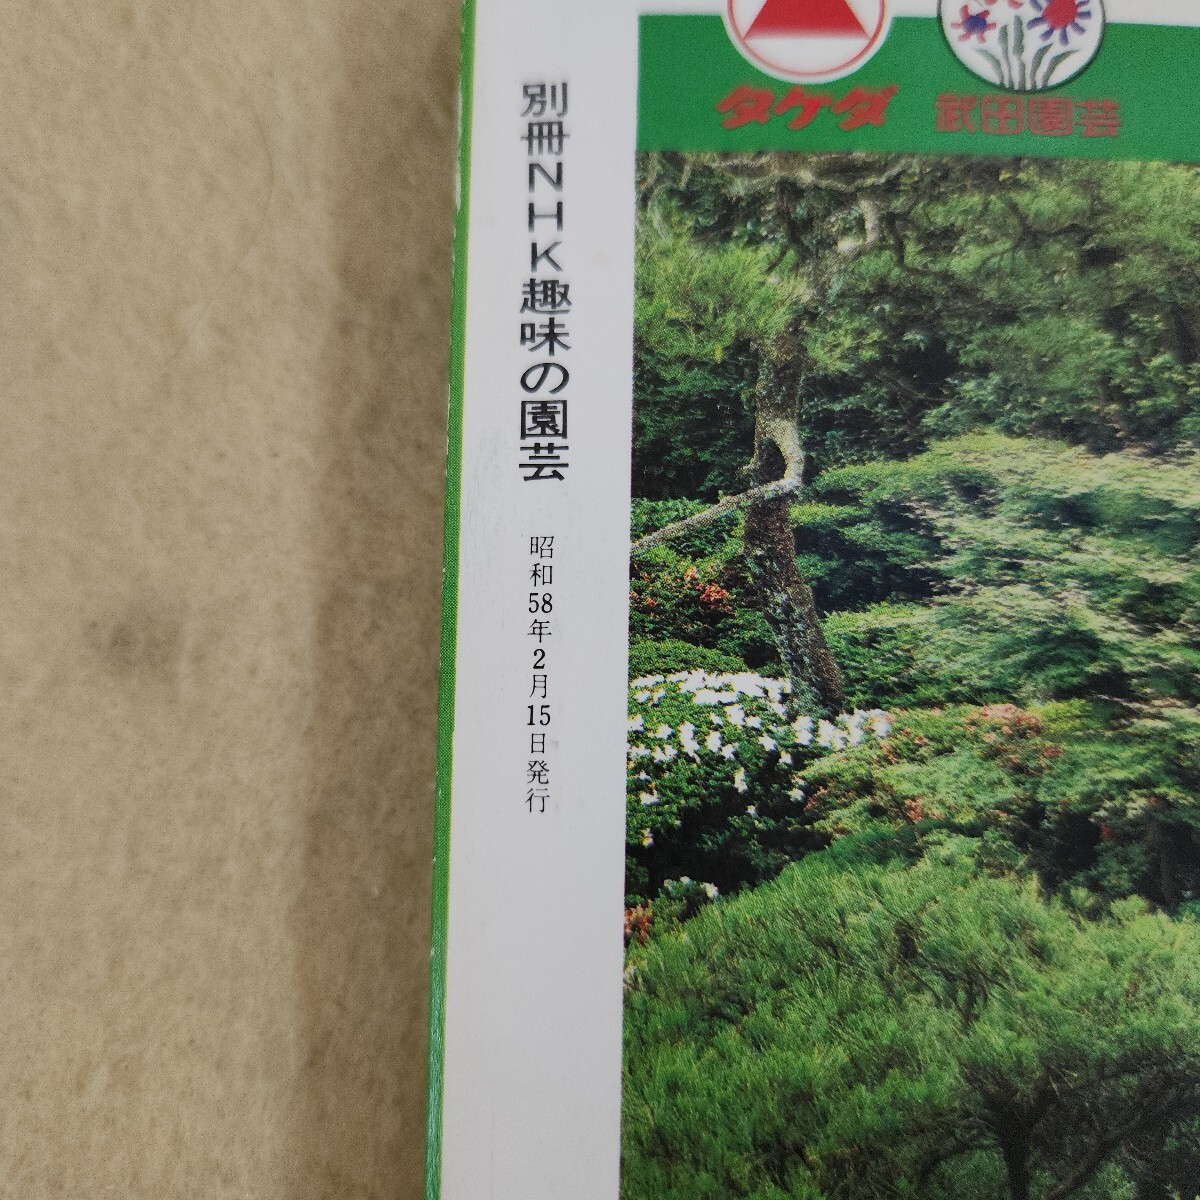 タケダ
武田園芸
別冊NHK趣味の園芸
昭和58年2月15日発行